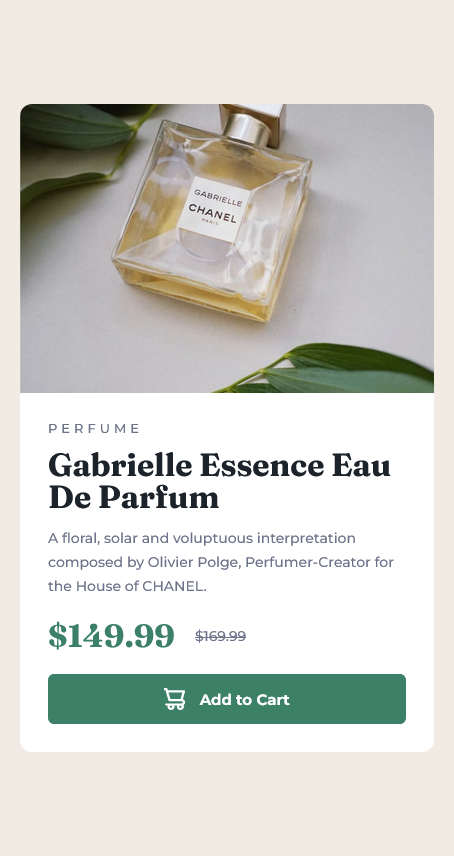 GABRIELLE
CHANEL
PARIS
PERFUME
Gabrielle Essence Eau
De Parfum
A floral, solar and voluptuous interpretation
composed by Olivier Polge, Perfumer-Creator for
the House of CHANEL.
$149.99 $169.99
Add to Cart